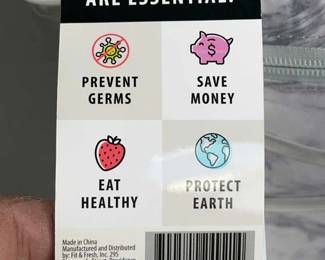 ARE ESSENTIAL:
PREVENT
GERMS
SAVE
MONEY
EAT
HEALTHY
PROTECT
EARTH
Made in China
Manufactured and Distributed
by: Fit & Fresh, Inc. 295